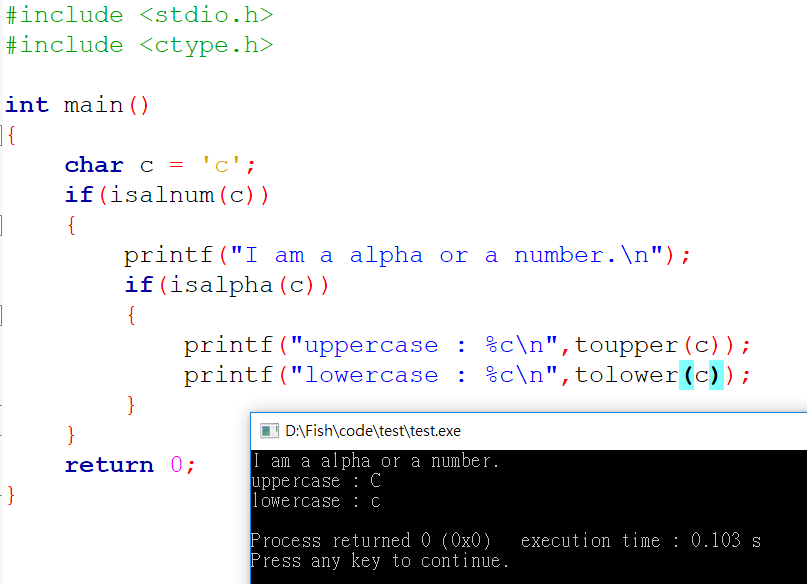 #include <stdio.h>
#include <ctype.h>
int main()
{
char c = 'c';
if(isalnum(c))
{
printf("I am a alpha or a number.\n");
if(isalpha(c))
{
printf("uppercase : %c\n",toupper(c));
printf("lowercase : %c\n",tolower(c));
}
}
return 0;
}
D:\Fish\code\test\test.exe
I am a alpha or a number.
uppercase : C
lowercase : c
Process returned 0 (0x0)   execution time : 0.103 s
Press any key to continue.